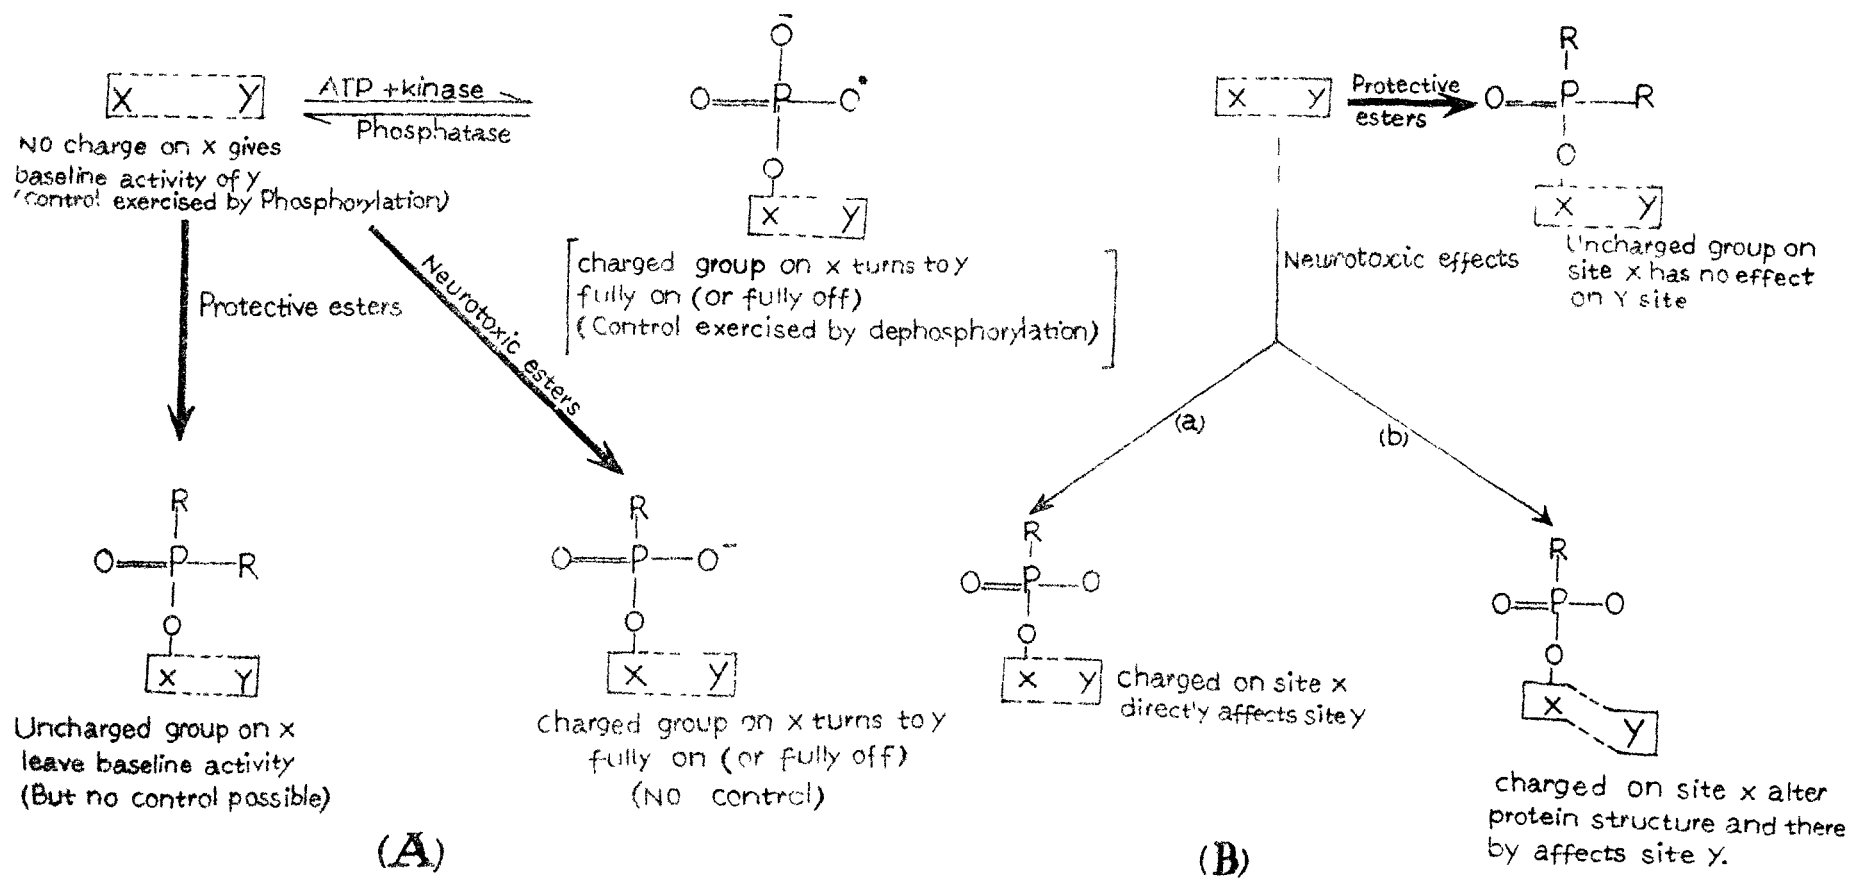 X Y
ATP +kinase
Phosphatase
NO charge on X gives
baseline activity of Y
(Control exercised by Phosphorylation)
O⁻
O P O•
O
X Y
charged group on X turns to Y
fully on (or fully off)
(Control exercised by dephosphorylation)
Protective esters
Neurotoxic esters
R
O P R
O
X Y
Uncharged group on X
leave baseline activity
(But no control possible)
R
O P O⁻
O
X Y
charged group on X turns to Y
fully on (or fully off)
(NO control)
(A)
X Y
Protective
esters
R
O P R
O
X Y
Uncharged group on
site X has no effect
on Y site
Neurotoxic effects
(a)
(b)
R
O P O
O
X Y
charged on site X
directly affects site Y
R
O P O
O
X
Y
charged on site X alter
protein structure and there
by affects site Y.
(B)